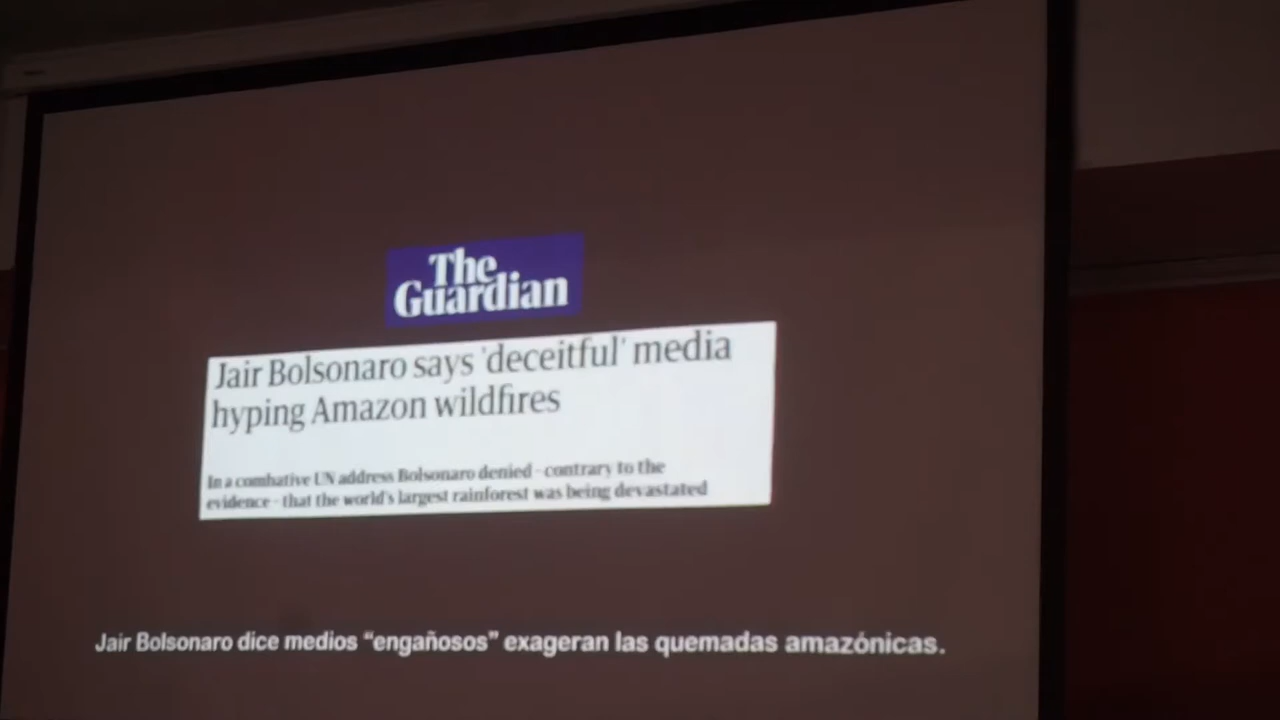 The
Guardian
Jair Bolsonaro says 'deceitful' media
hyping Amazon wildfires
In a combative UN address Bolsonaro denied - contrary to the
evidence - that the world's largest rainforest was being devastated
Jair Bolsonaro dice medios “engañosos” exageran las quemadas amazónicas.